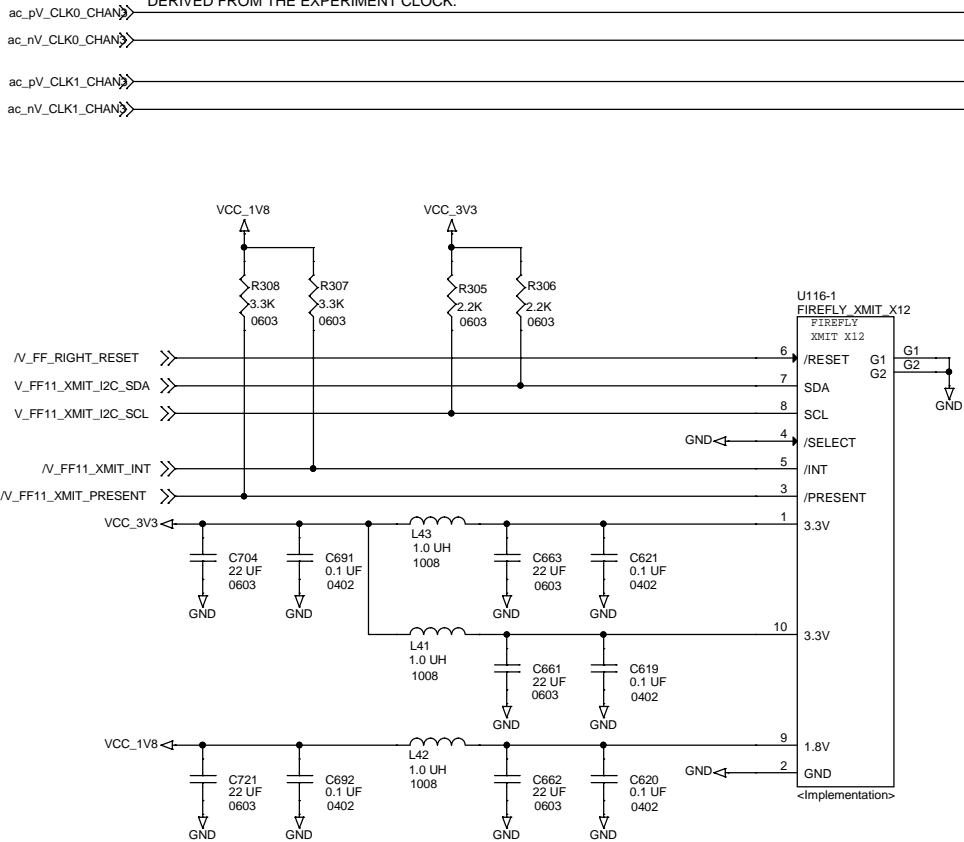 DERIVED FROM THE EXPERIMENT CLOCK.
ac_pV_CLK0_CHAN3
ac_nV_CLK0_CHAN3
ac_pV_CLK1_CHAN3
ac_nV_CLK1_CHAN3
VCC_1V8
VCC_3V3
R308
3.3K
0603
R307
3.3K
0603
R305
2.2K
0603
R306
2.2K
0603
U116-1
FIREFLY_XMIT_X12
FIREFLY
XMIT X12
/V_FF_RIGHT_RESET
6
/RESET
G1
G1
G2
G2
GND
V_FF11_XMIT_I2C_SDA
7
SDA
V_FF11_XMIT_I2C_SCL
8
SCL
GND
4
/SELECT
/V_FF11_XMIT_INT
5
/INT
/V_FF11_XMIT_PRESENT
3
/PRESENT
VCC_3V3
1
3.3V
C704
22 UF
0603
GND
C691
0.1 UF
0402
GND
L43
1.0 UH
1008
C663
22 UF
0603
GND
C621
0.1 UF
0402
GND
10
3.3V
L41
1.0 UH
1008
C661
22 UF
0603
GND
C619
0.1 UF
0402
GND
VCC_1V8
9
1.8V
C721
22 UF
0603
GND
C692
0.1 UF
0402
GND
L42
1.0 UH
1008
C662
22 UF
0603
GND
C620
0.1 UF
0402
GND
GND
2
GND
<Implementation>